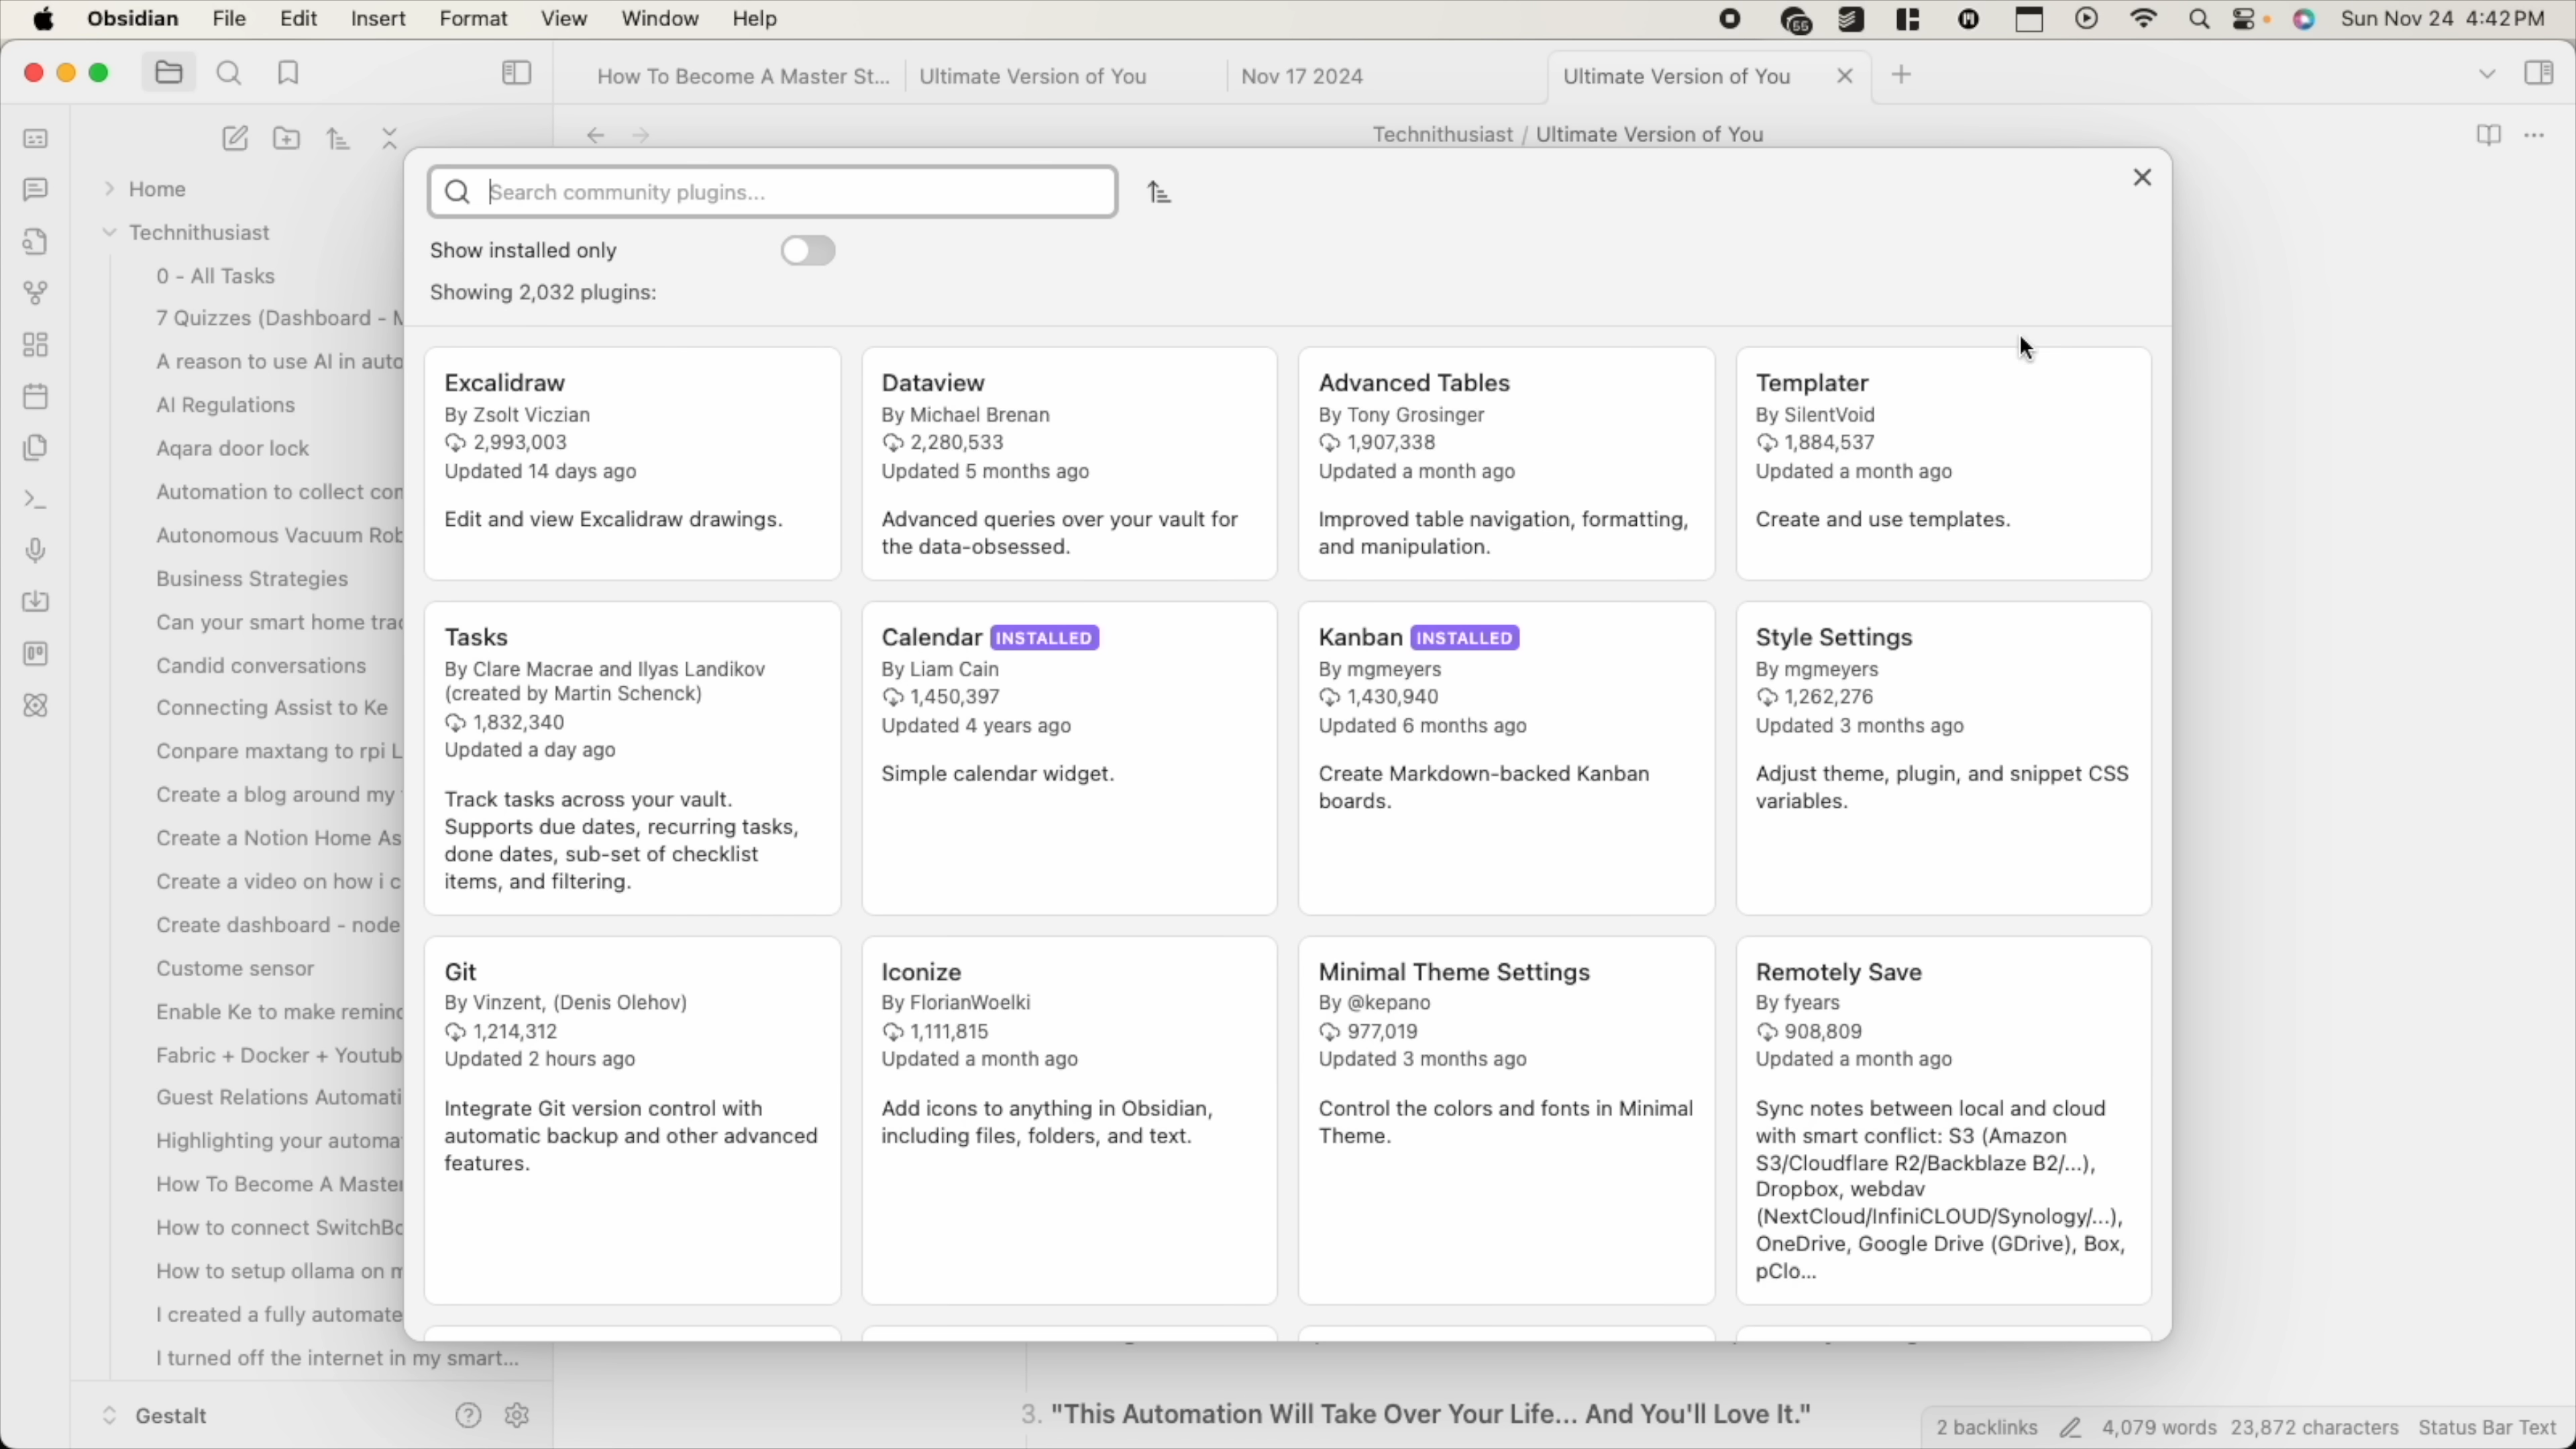 Obsidian File Edit Insert Format View Window Help
55
Sun Nov 24 4:42 PM
How To Become A Master St...
Ultimate Version of You
Nov 17 2024
Ultimate Version of You
Technithusiast / Ultimate Version of You
Home
Technithusiast
0 - All Tasks
7 Quizzes (Dashboard -
A reason to use AI in auto
AI Regulations
Aqara door lock
Automation to collect con
Autonomous Vacuum Rob
Business Strategies
Can your smart home trac
Candid conversations
Connecting Assist to Ke
Conpare maxtang to rpi L
Create a blog around my
Create a Notion Home As
Create a video on how i c
Create dashboard - node
Custome sensor
Enable Ke to make remind
Fabric + Docker + Youtub
Guest Relations Automati
Highlighting your automa
How To Become A Master
How to connect SwitchBo
How to setup ollama on m
I created a fully automate
I turned off the internet in my smart...
Gestalt
Search community plugins...
Show installed only
Showing 2,032 plugins:
Excalidraw
By Zsolt Viczian
2,993,003
Updated 14 days ago
Edit and view Excalidraw drawings.
Dataview
By Michael Brenan
2,280,533
Updated 5 months ago
Advanced queries over your vault for
the data-obsessed.
Advanced Tables
By Tony Grosinger
1,907,338
Updated a month ago
Improved table navigation, formatting,
and manipulation.
Templater
By SilentVoid
1,884,537
Updated a month ago
Create and use templates.
Tasks
By Clare Macrae and Ilyas Landikov
(created by Martin Schenck)
1,832,340
Updated a day ago
Track tasks across your vault.
Supports due dates, recurring tasks,
done dates, sub-set of checklist
items, and filtering.
Calendar INSTALLED
By Liam Cain
1,450,397
Updated 4 years ago
Simple calendar widget.
Kanban INSTALLED
By mgmeyers
1,430,940
Updated 6 months ago
Create Markdown-backed Kanban
boards.
Style Settings
By mgmeyers
1,262,276
Updated 3 months ago
Adjust theme, plugin, and snippet CSS
variables.
Git
By Vinzent, (Denis Olehov)
1,214,312
Updated 2 hours ago
Integrate Git version control with
automatic backup and other advanced
features.
Iconize
By FlorianWoelki
1,111,815
Updated a month ago
Add icons to anything in Obsidian,
including files, folders, and text.
Minimal Theme Settings
By @kepano
977,019
Updated 3 months ago
Control the colors and fonts in Minimal
Theme.
Remotely Save
By fyears
908,809
Updated a month ago
Sync notes between local and cloud
with smart conflict: S3 (Amazon
S3/Cloudflare R2/Backblaze B2/...),
Dropbox, webdav
(NextCloud/InfiniCLOUD/Synology/...),
OneDrive, Google Drive (GDrive), Box,
pClo...
3. "This Automation Will Take Over Your Life... And You'll Love It."
2 backlinks 4,079 words 23,872 characters Status Bar Text